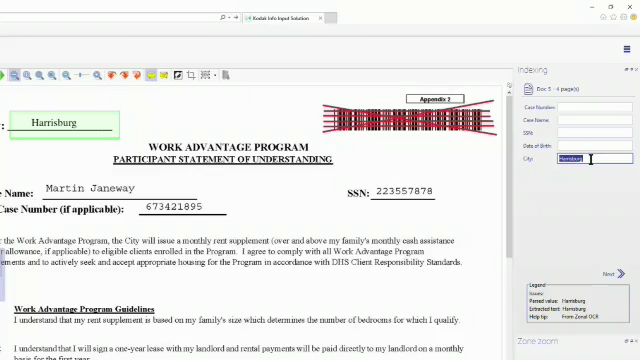 Kodak Info Input Solution
Indexing
Doc 5 - 4 page(s)
Case Number:
Case Name:
SSN:
Date of Birth:
City: Harrisburg
Next
Legend
Issues:
Parsed value: Harrisburg
Extracted text: Harrisburg
Help tip: From Zonal OCR
Zone zoom
Appendix 2
: Harrisburg
WORK ADVANTAGE PROGRAM
PARTICIPANT STATEMENT OF UNDERSTANDING
e Name: Martin Janeway
SSN: 223557878
Case Number (if applicable): 673421895
r the Work Advantage Program, the City will issue a monthly rent supplement (over and above my family's monthly cash assistance
r allowance, if applicable) to eligible clients enrolled in the Program. I agree to comply with all Work Advantage Program
ements and to actively seek and accept appropriate housing for the Program in accordance with DHS Client Responsibility Standards.
Work Advantage Program Guidelines
I understand that my rent supplement is based on my family's size which determines the number of bedrooms for which I qualify.
I understand that I will sign a one-year lease with my landlord and rental payments will be paid directly to my landlord on a monthly
basis for the first year.